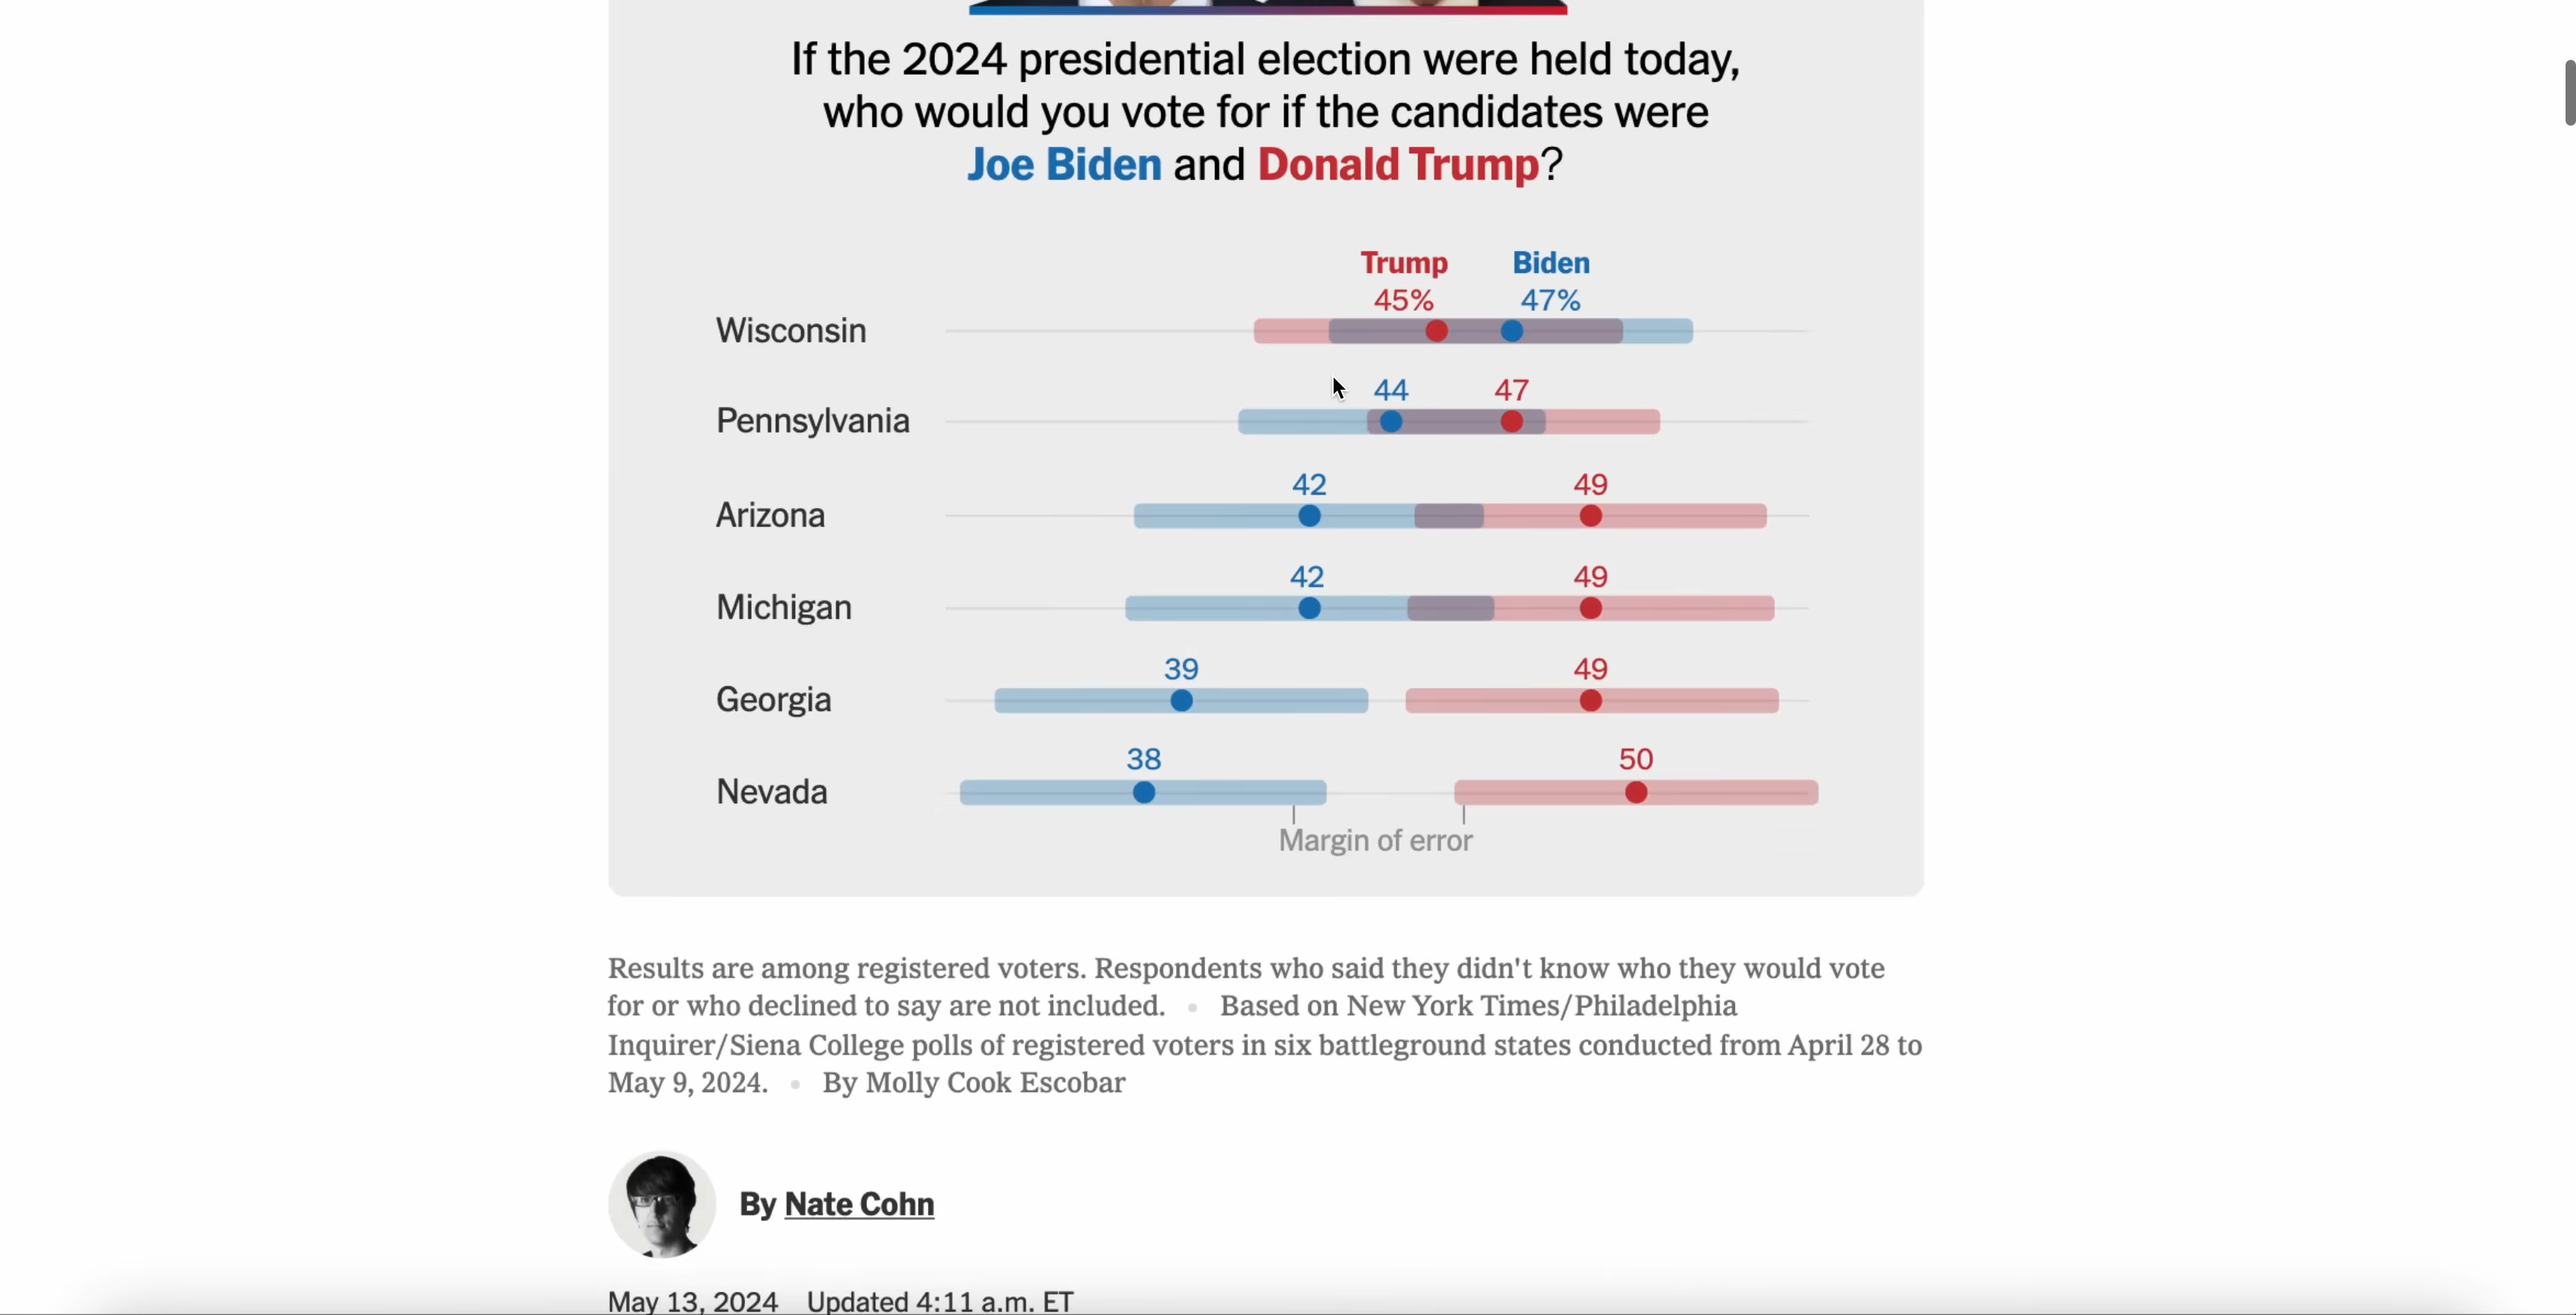 If the 2024 presidential election were held today,
who would you vote for if the candidates were
Joe Biden and Donald Trump?
Trump Biden
45% 47%
Wisconsin
44 47
Pennsylvania
42 49
Arizona
42 49
Michigan
39 49
Georgia
38 50
Nevada
Margin of error
Results are among registered voters. Respondents who said they didn't know who they would vote
for or who declined to say are not included. • Based on New York Times/Philadelphia
Inquirer/Siena College polls of registered voters in six battleground states conducted from April 28 to
May 9, 2024. • By Molly Cook Escobar
By Nate Cohn
May 13, 2024 Updated 4:11 a.m. ET